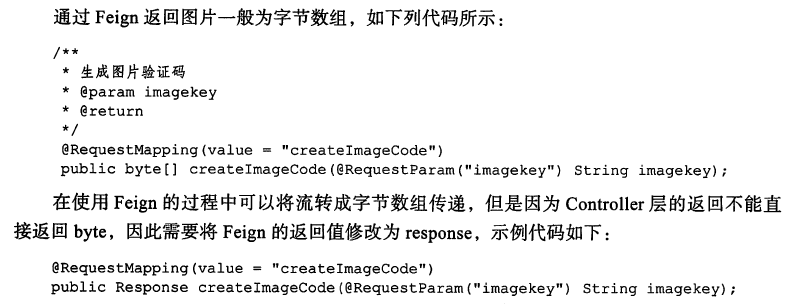 通过 Feign 返回图片一般为字节数组，如下列代码所示：
/**
* 生成图片验证码
* @param imagekey
* @return
*/
@RequestMapping(value = "createImageCode")
public byte[] createImageCode(@RequestParam("imagekey") String imagekey);
在使用 Feign 的过程中可以将流转成字节数组传递，但是因为 Controller 层的返回不能直
接返回 byte，因此需要将 Feign 的返回值修改为 response，示例代码如下：
@RequestMapping(value = "createImageCode")
public Response createImageCode(@RequestParam("imagekey") String imagekey);